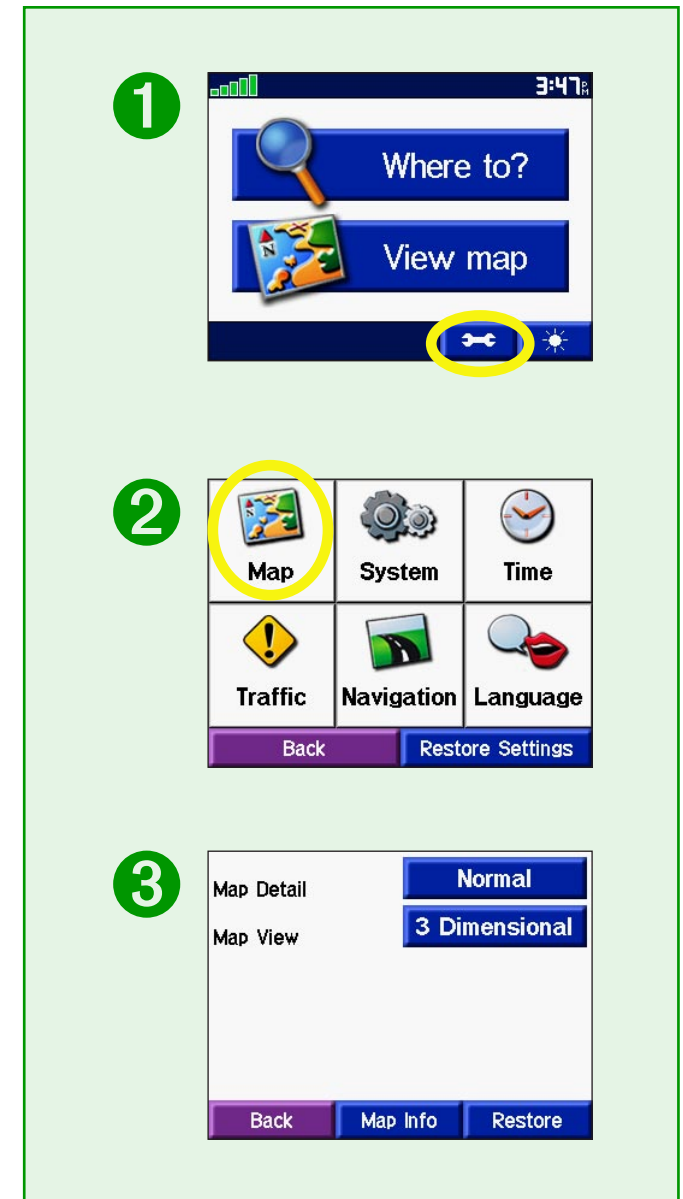 1
3:47PM
Where to?
N
View map
2
N
Map
System
Time
Traffic
Navigation
Language
Back
Restore Settings
3
Map Detail
Normal
Map View
3 Dimensional
Back
Map Info
Restore